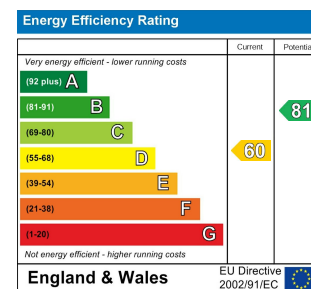 Energy Efficiency Rating
Current Potentia
Very energy efficient - lower running costs
(92 plus) A
(81-91) B
81
(69-80) C
(55-68) D
60
(39-54) E
(21-38) F
(1-20) G
Not energy efficient - higher running costs
England & Wales
EU Directive
2002/91/EC